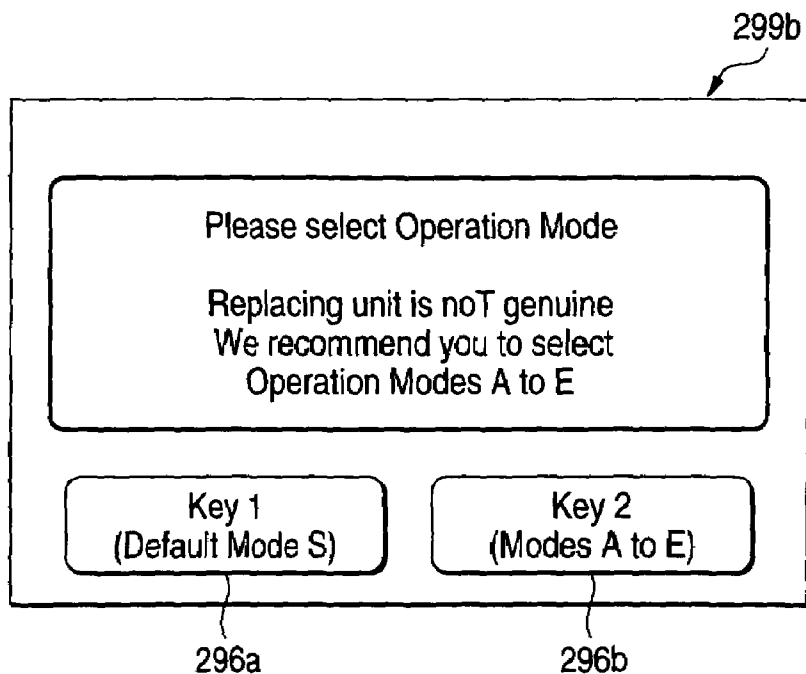 299b
Please select Operation Mode
Replacing unit is noT genuine
We recommend you to select
Operation Modes A to E
Key 1
(Default Mode S)
Key 2
(Modes A to E)
296a
296b